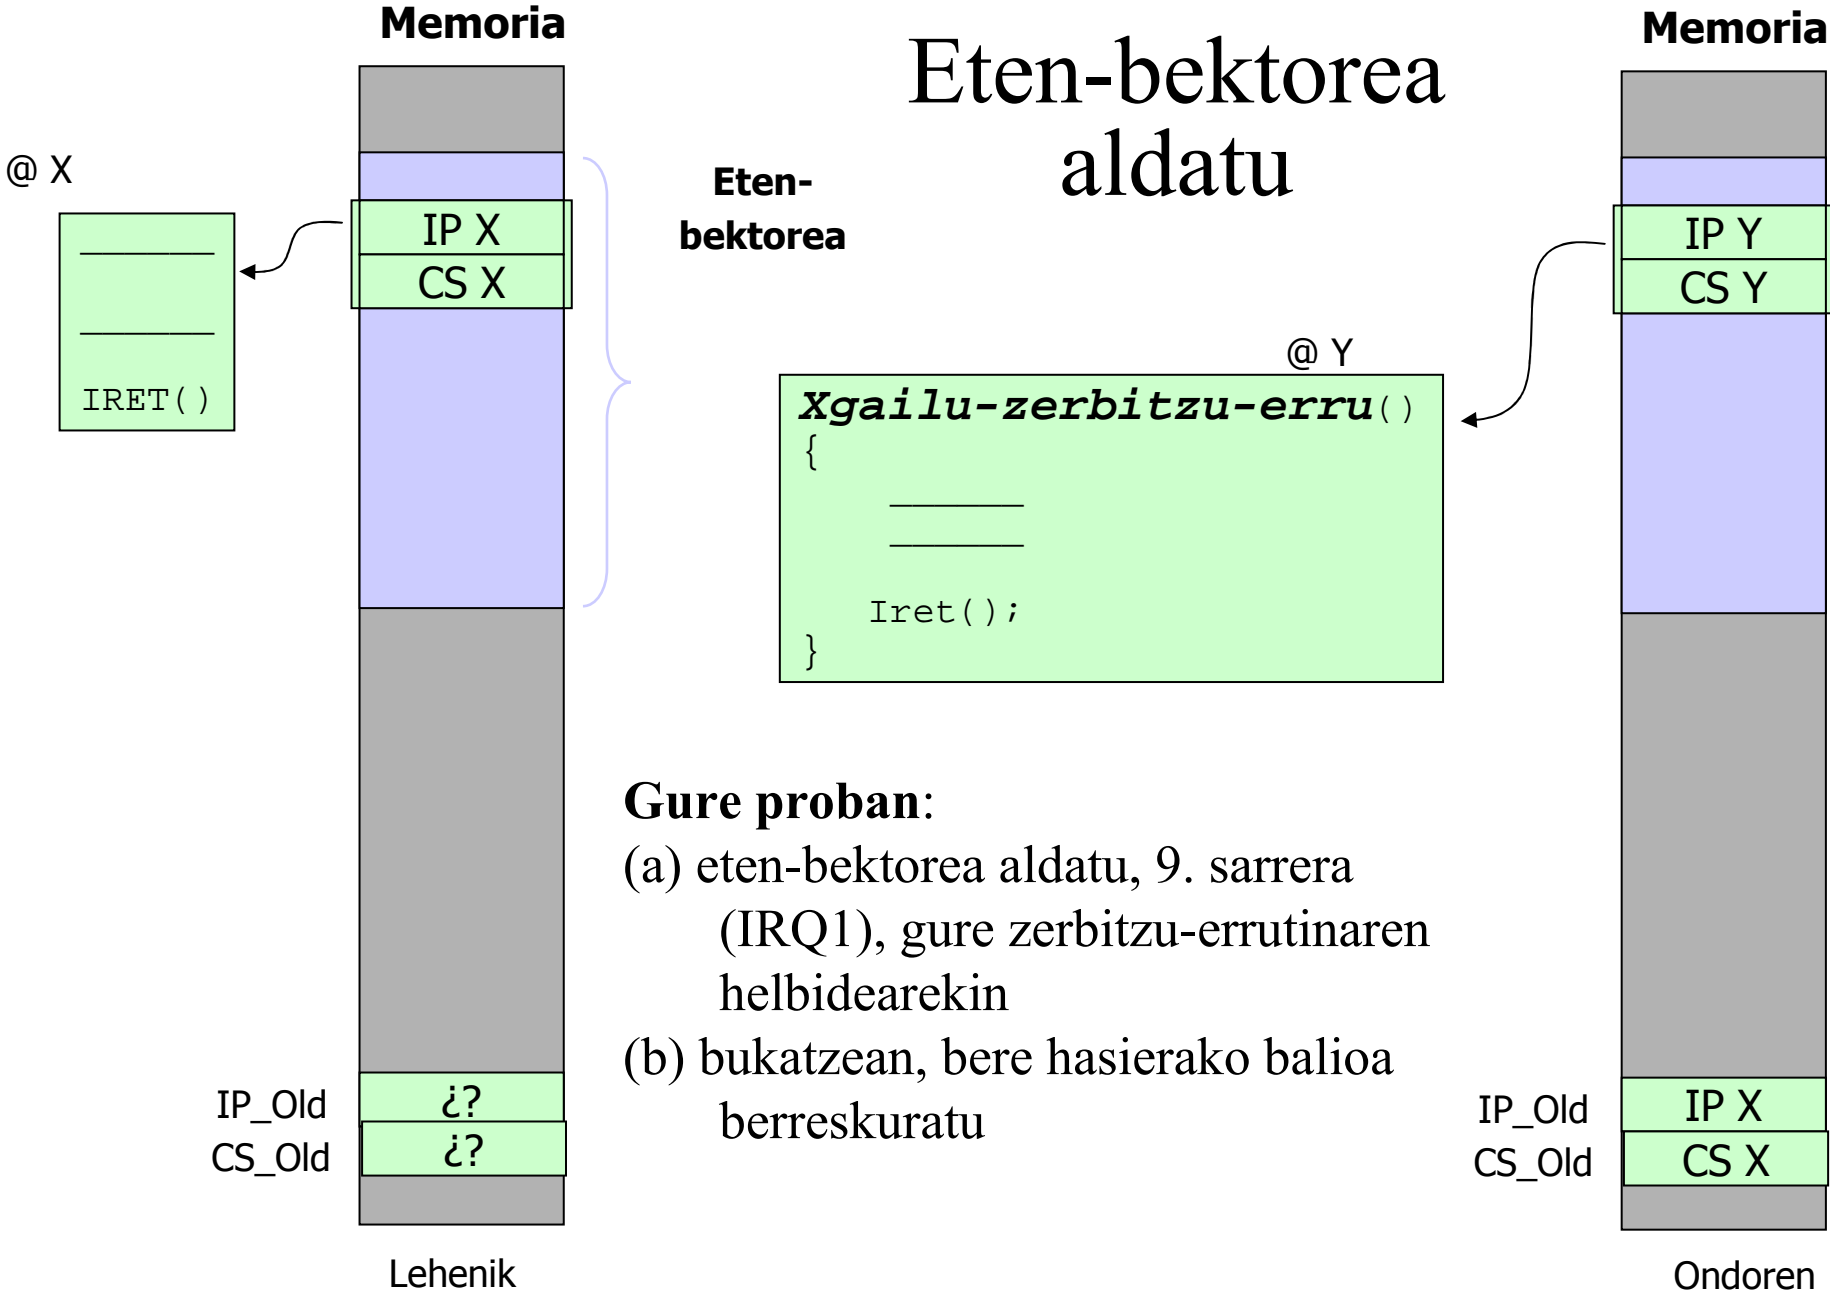 Memoria
Eten-bektorea
aldatu
Memoria
@ X
Eten-
bektorea
IP X
CS X
IRET()
IP Y
CS Y
@ Y
Xgailu-zerbitzu-erru()
{
Iret();
}
Gure proban:
(a) eten-bektorea aldatu, 9. sarrera
(IRQ1), gure zerbitzu-errutinaren
helbidearekin
(b) bukatzean, bere hasierako balioa
berreskuratu
IP_Old
¿?
CS_Old
¿?
IP_Old
IP X
CS_Old
CS X
Lehenik
Ondoren